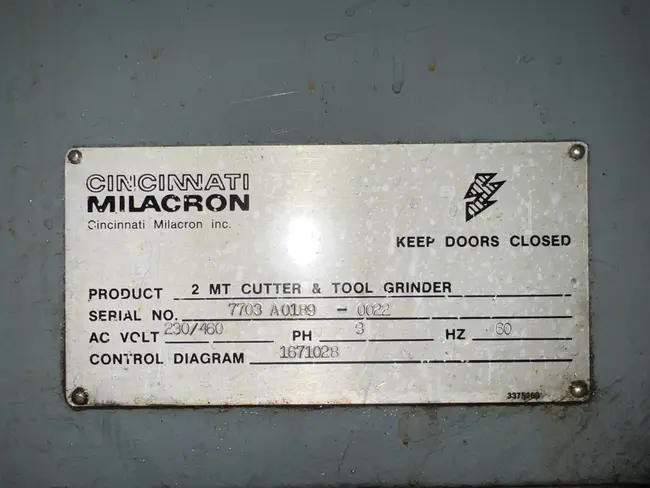 CINCINNATI
MILACRON
Cincinnati Milacron inc.
KEEP DOORS CLOSED
PRODUCT 2 MT CUTTER & TOOL GRINDER
SERIAL NO. 7703 A0189 - 0022
AC VOLT 230/460 PH 3 HZ 60
CONTROL DIAGRAM 1671028